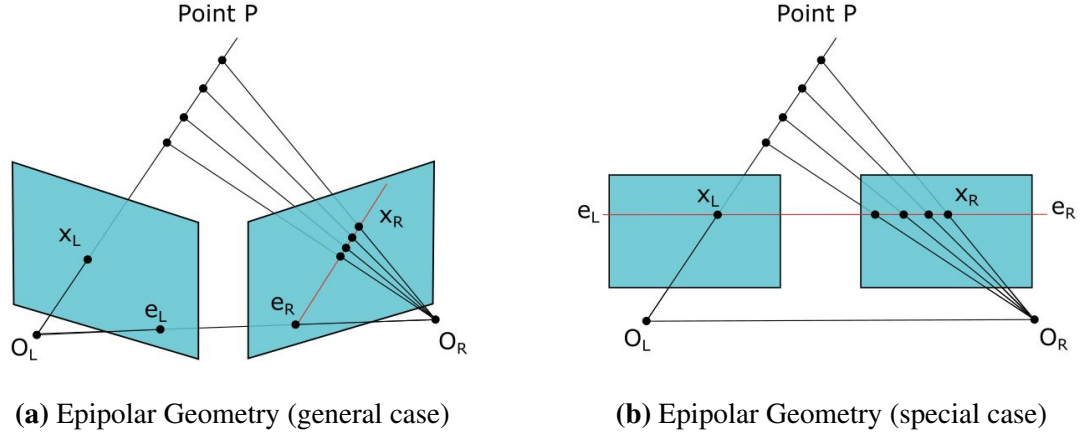 Point P
x_L
x_R
e_L
e_R
O_L
O_R
(a) Epipolar Geometry (general case)
Point P
x_L
x_R
e_L
e_R
O_L
O_R
(b) Epipolar Geometry (special case)